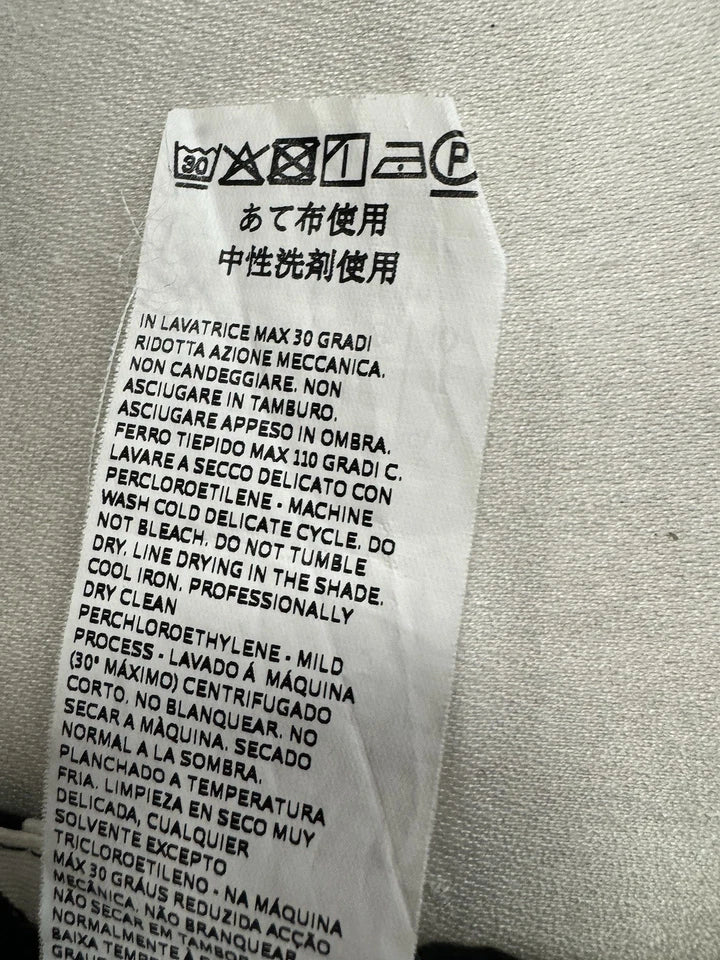 30 P
あて布使用
中性洗剤使用
IN LAVATRICE MAX 30 GRADI
RIDOTTA AZIONE MECCANICA.
NON CANDEGGIARE. NON
ASCIUGARE IN TAMBURO.
ASCIUGARE APPESO IN OMBRA.
FERRO TIEPIDO MAX 110 GRADI C.
LAVARE A SECCO DELICATO CON
PERCLOROETILENE - MACHINE
WASH COLD DELICATE CYCLE. DO
NOT BLEACH. DO NOT TUMBLE
DRY. LINE DRYING IN THE SHADE.
COOL IRON. PROFESSIONALLY
DRY CLEAN
PERCHLOROETHYLENE - MILD
PROCESS - LAVADO Á MÁQUINA
(30° MÁXIMO) CENTRIFUGADO
CORTO. NO BLANQUEAR. NO
SECAR A MÀQUINA. SECADO
NORMAL A LA SOMBRA.
PLANCHADO A TEMPERATURA
FRIA. LIMPIEZA EN SECO MUY
DELICADA, CUALQUIER
SOLVENTE EXCEPTO
TRICLOROETILENO - NA MÁQUINA
MÁX 30 GRÁUS REDUZIDA ACÇÃO
MECÂNICA. NÃO BRANQUEAR
NÃO SECAR EM TAMBOR
NORMALMENTE À
BAIXA